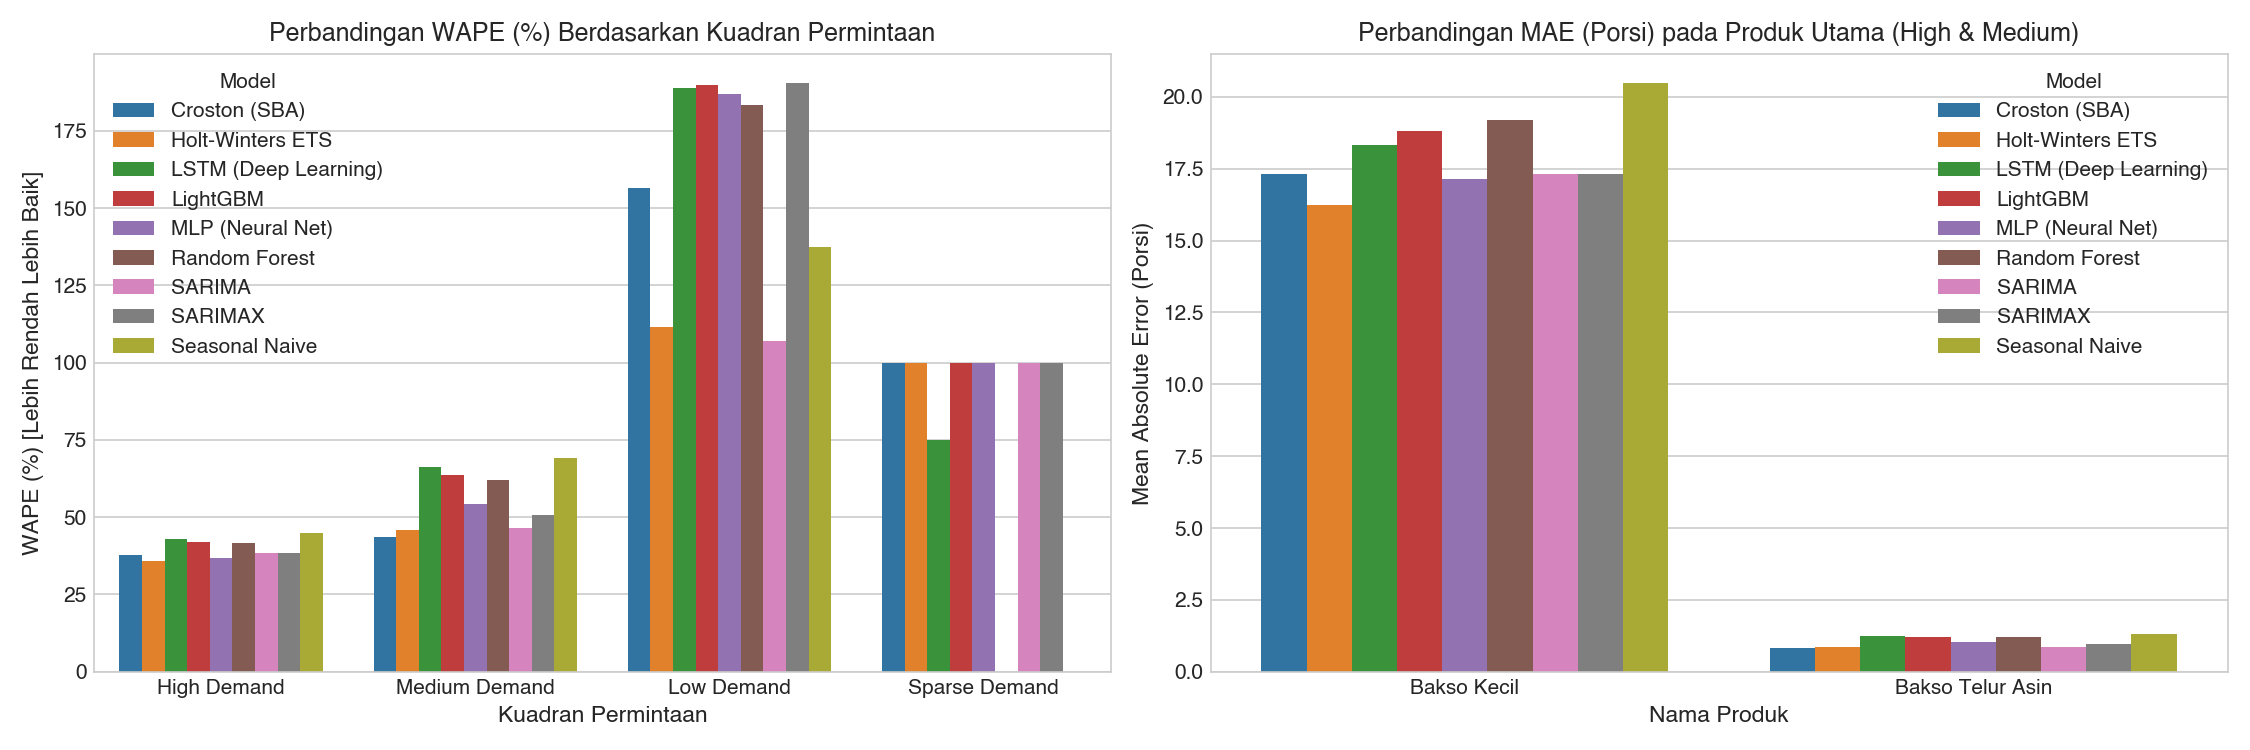 Perbandingan WAPE (%) Berdasarkan Kuadran Permintaan
WAPE (%) [Lebih Rendah Lebih Baik]
175
150
125
100
75
50
25
0
Model
Croston (SBA)
Holt-Winters ETS
LSTM (Deep Learning)
LightGBM
MLP (Neural Net)
Random Forest
SARIMA
SARIMAX
Seasonal Naive
High Demand
Medium Demand
Low Demand
Sparse Demand
Kuadran Permintaan
Perbandingan MAE (Porsi) pada Produk Utama (High & Medium)
Mean Absolute Error (Porsi)
20.0
17.5
15.0
12.5
10.0
7.5
5.0
2.5
0.0
Model
Croston (SBA)
Holt-Winters ETS
LSTM (Deep Learning)
LightGBM
MLP (Neural Net)
Random Forest
SARIMA
SARIMAX
Seasonal Naive
Bakso Kecil
Bakso Telur Asin
Nama Produk